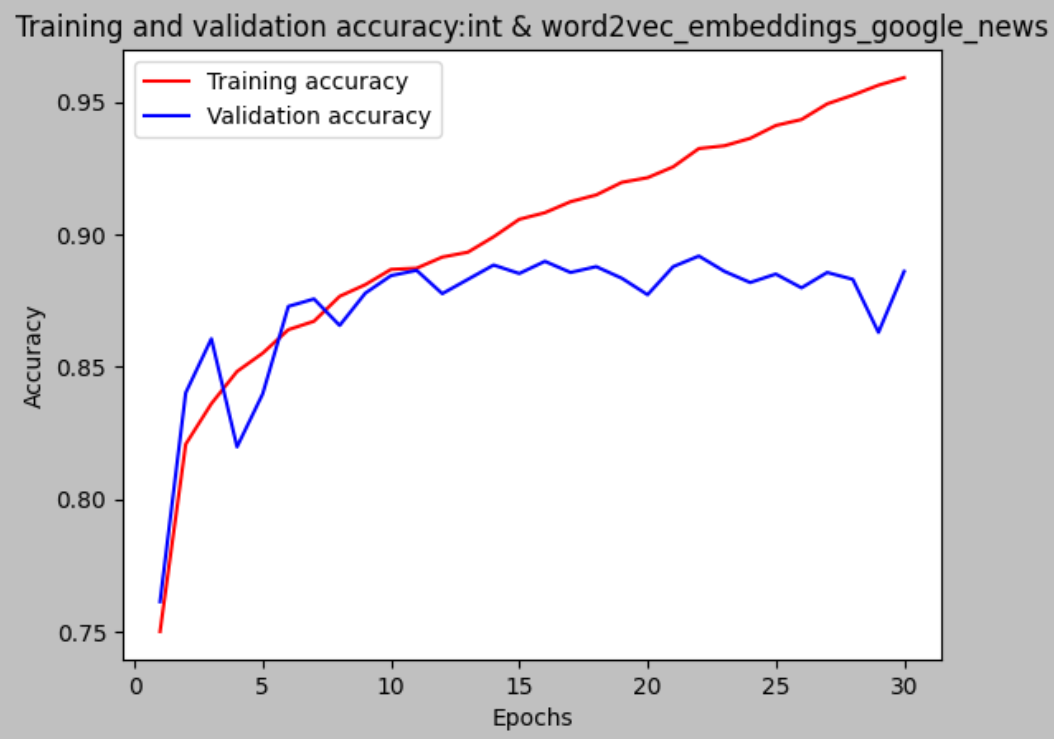 Training and validation accuracy:int & word2vec_embeddings_google_news
Training accuracy
Validation accuracy
0.95
0.90
0.85
0.80
0.75
Accuracy
0 5 10 15 20 25 30
Epochs